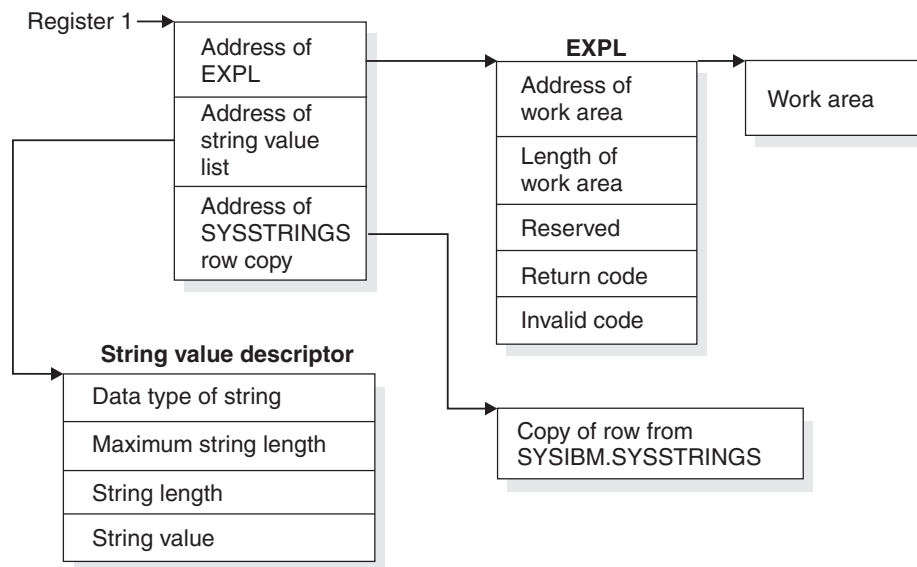 Register 1
Address of
EXPL
Address of
string value
list
Address of
SYSSTRINGS
row copy
EXPL
Address of
work area
Length of
work area
Reserved
Return code
Invalid code
Work area
String value descriptor
Data type of string
Maximum string length
String length
String value
Copy of row from
SYSIBM.SYSSTRINGS